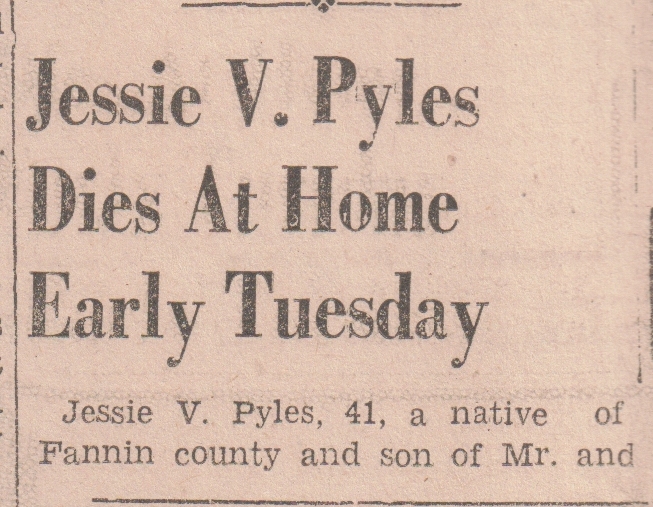 Jessie V. Pyles
Dies At Home
Early Tuesday
Jessie V. Pyles, 41, a native of
Fannin county and son of Mr. and